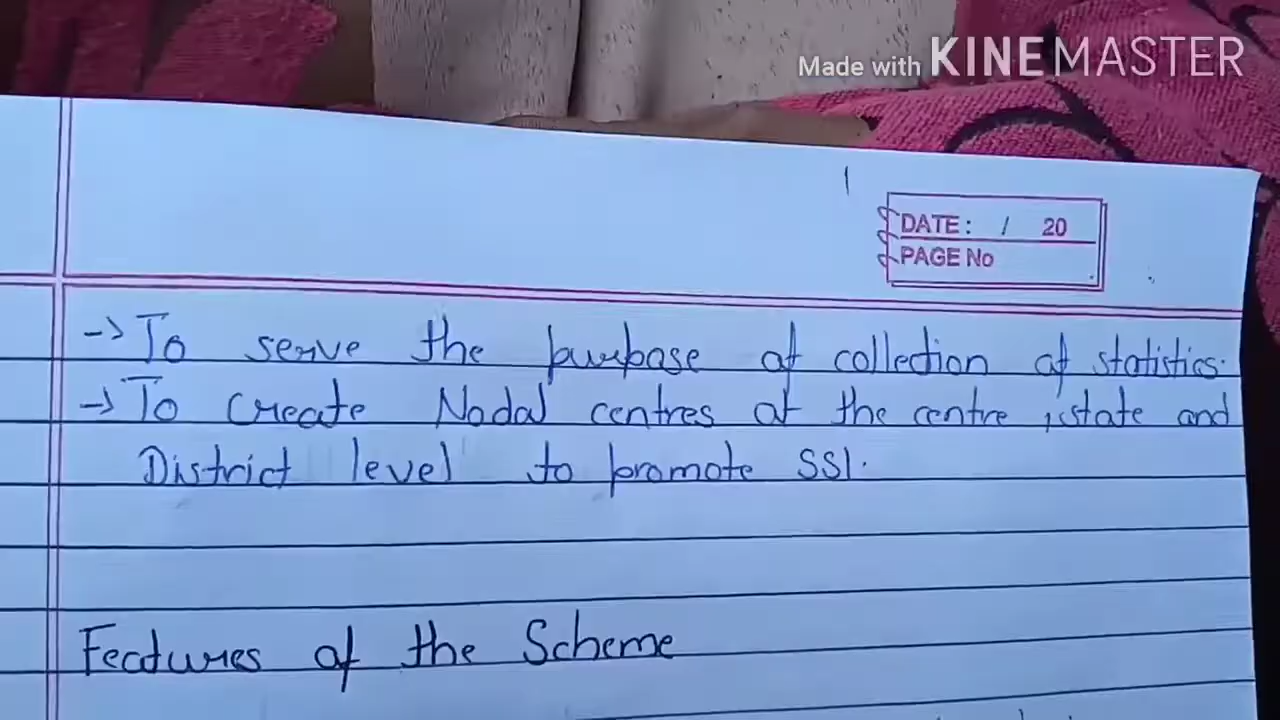 Made with KINEMASTER
DATE: / 20
PAGE No
-> To serve the purpose of collection of statistics.
-> To create Nodal centres at the centre, state and
District level to promote SSI.
Features of the Scheme